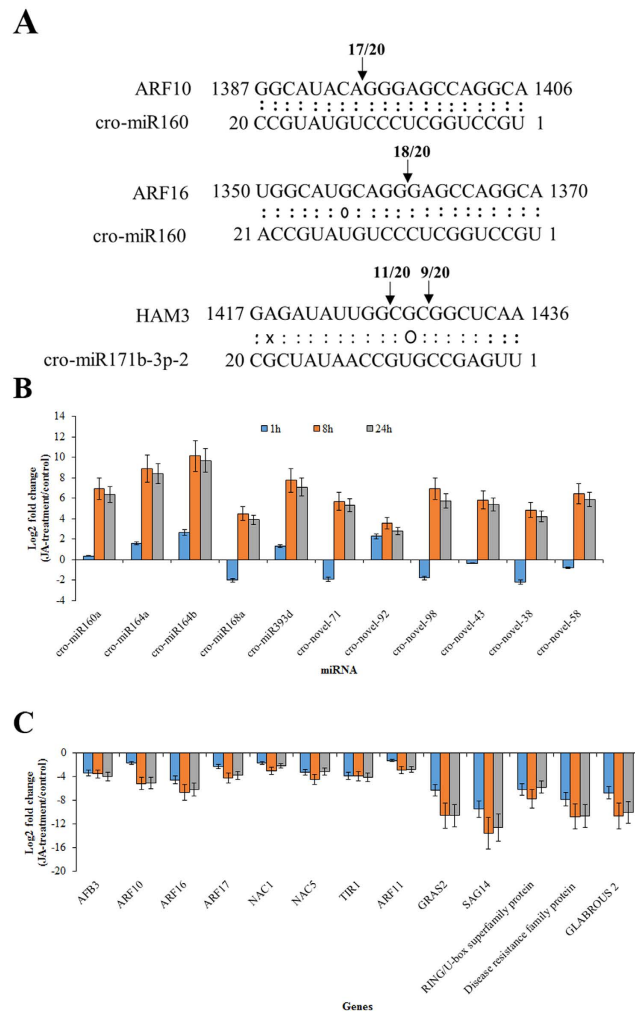 A
17/20
ARF10 1387 GGCAUACAGGGAGCCAGGCA 1406
: : : : : : : : : : : : : : : : : : : :
cro-miR160 20 CCGUAUGUCCCUCGGUCCGU 1
18/20
ARF16 1350 UGGCAUGCAGGGAGCCAGGCA 1370
: : : : : : o : : : : : : : : : : : : : :
cro-miR160 21 ACCGUAUGUCCCUCGGUCCGU 1
11/20 9/20
HAM3 1417 GAGAUAUUGGCGCGGCUCAA 1436
: x : : : : : : : : : O : : : : : : : :
cro-miR171b-3p-2 20 CGCUAUAACCGUGCCGAGUU 1
B
14
12
10
8
6
4
2
0
-2
-4
Log2 fold change
(JA-treatment/control)
1h 8h 24h
cro-miR160a
cro-miR164a
cro-miR164b
cro-miR168a
cro-miR393d
cro-novel-71
cro-novel-92
cro-novel-98
cro-novel-43
cro-novel-38
cro-novel-58
miRNA
C
0
-4
-8
-12
-16
-20
Log2 fold change
(JA-treatment/control)
AFB3
ARF10
ARF16
ARF17
NAC1
NAC5
TIR1
ARF11
GRAS2
SAG14
RING/U-box superfamily protein
Disease resistance family protein
GLABROUS 2
Genes